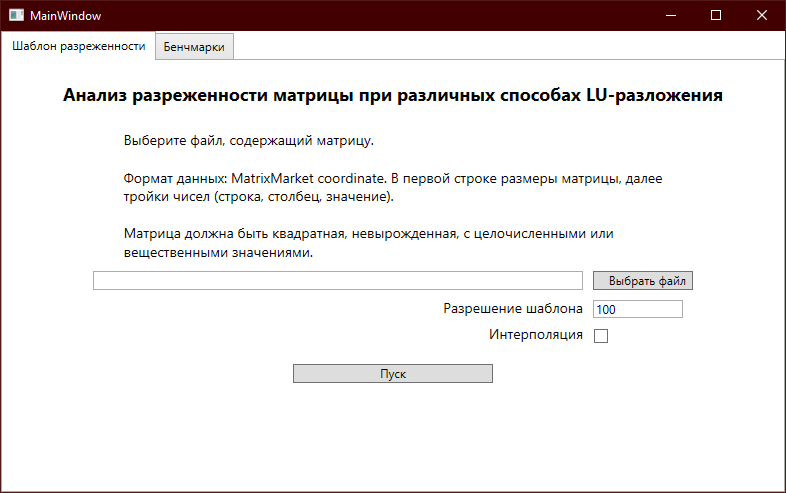 MainWindow
Шаблон разреженности
Бенчмарки
Анализ разреженности матрицы при различных способах LU-разложения
Выберите файл, содержащий матрицу.
Формат данных: MatrixMarket coordinate. В первой строке размеры матрицы, далее
тройки чисел (строка, столбец, значение).
Матрица должна быть квадратная, невырожденная, с целочисленными или
вещественными значениями.
Выбрать файл
Разрешение шаблона
100
Интерполяция
Пуск